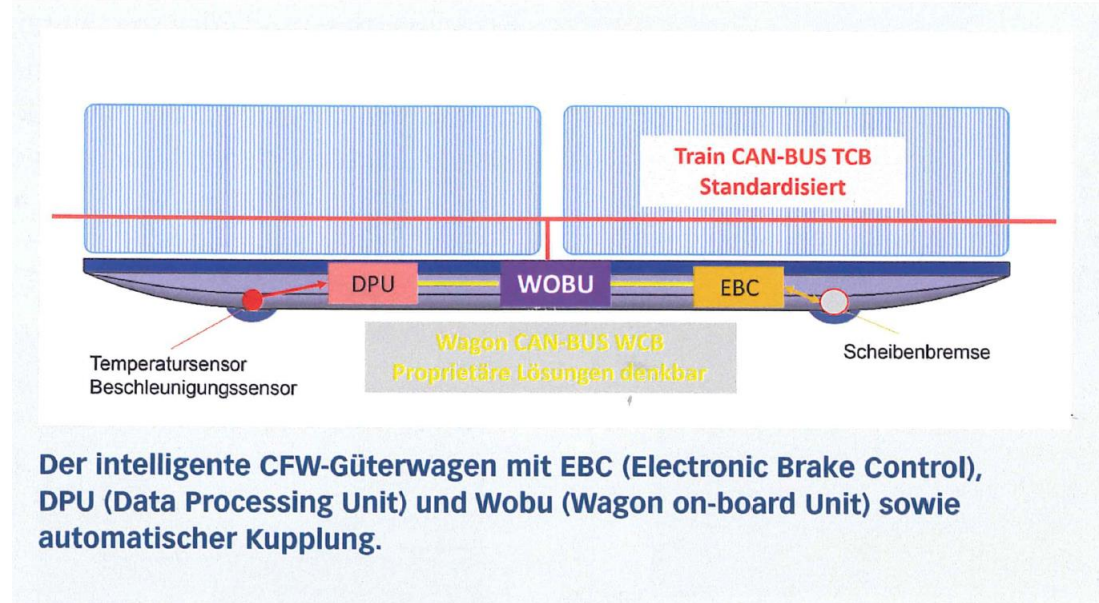 Train CAN-BUS TCB
Standardisiert
DPU
WOBU
EBC
Wagon CAN-BUS WCB
Proprietäre Lösungen denkbar
Temperatursensor
Beschleunigungssensor
Scheibenbremse
Der intelligente CFW-Güterwagen mit EBC (Electronic Brake Control),
DPU (Data Processing Unit) und Wobu (Wagon on-board Unit) sowie
automatischer Kupplung.